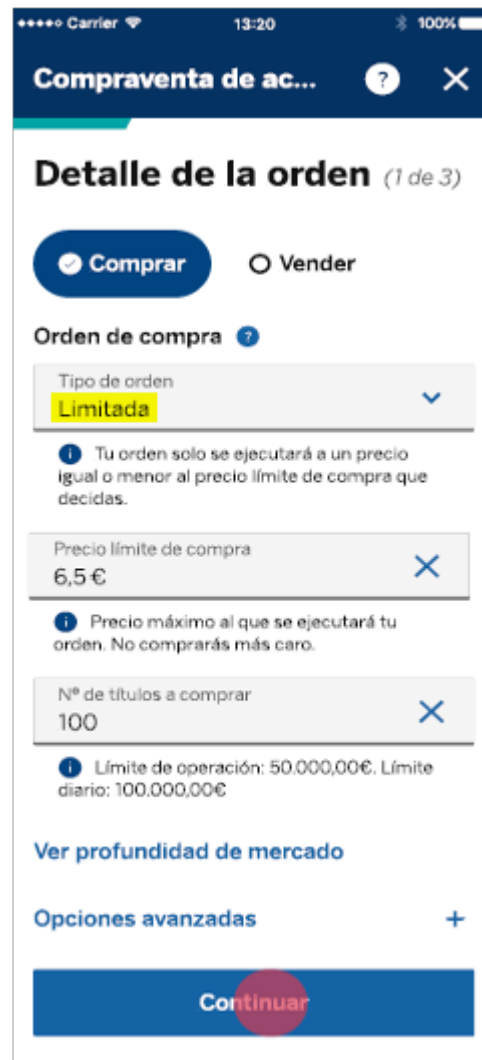 Carrier 13:20 100%
Compraventa de ac... ?
Detalle de la orden (1 de 3)
Comprar Vender
Orden de compra ?
Tipo de orden
Limitada
i Tu orden solo se ejecutará a un precio
igual o menor al precio límite de compra que
decidas.
Precio límite de compra
6,5 €
i Precio máximo al que se ejecutará tu
orden. No comprarás más caro.
Nº de títulos a comprar
100
i Límite de operación: 50.000,00€. Límite
diario: 100.000,00€
Ver profundidad de mercado
Opciones avanzadas +
Continuar